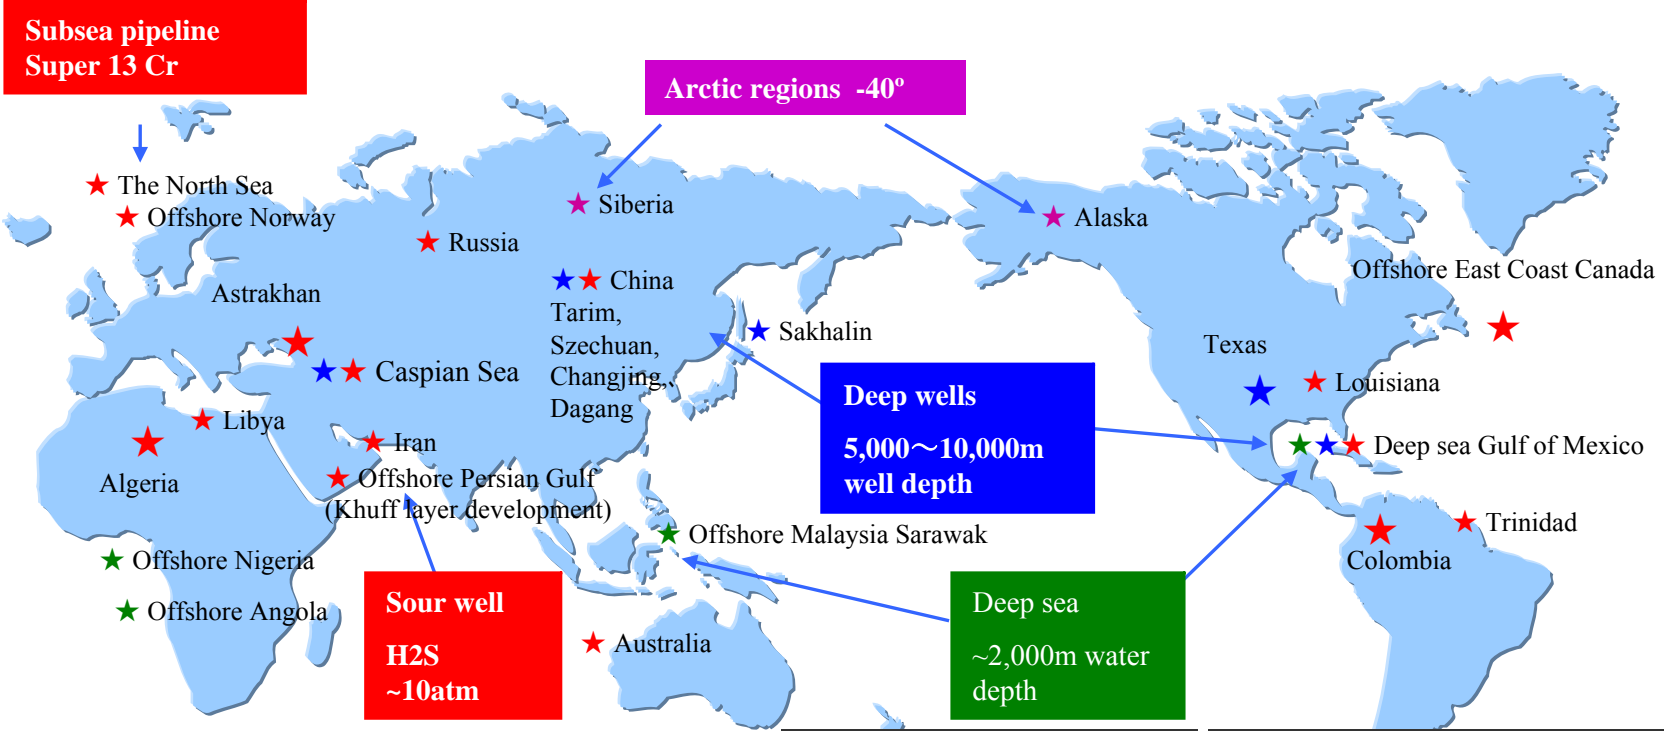 Subsea pipeline
Super 13 Cr
Arctic regions -40º
The North Sea
Offshore Norway
Siberia
Alaska
Russia
Offshore East Coast Canada
China
Tarim,
Szechuan,
Changjing,
Dagang
Astrakhan
Sakhalin
Texas
Caspian Sea
Louisiana
Deep wells
5,000～10,000m
well depth
Libya
Iran
Deep sea Gulf of Mexico
Algeria
Offshore Persian Gulf
(Khuff layer development)
Trinidad
Offshore Malaysia Sarawak
Colombia
Offshore Nigeria
Offshore Angola
Sour well
H2S
~10atm
Deep sea
~2,000m water
depth
Australia